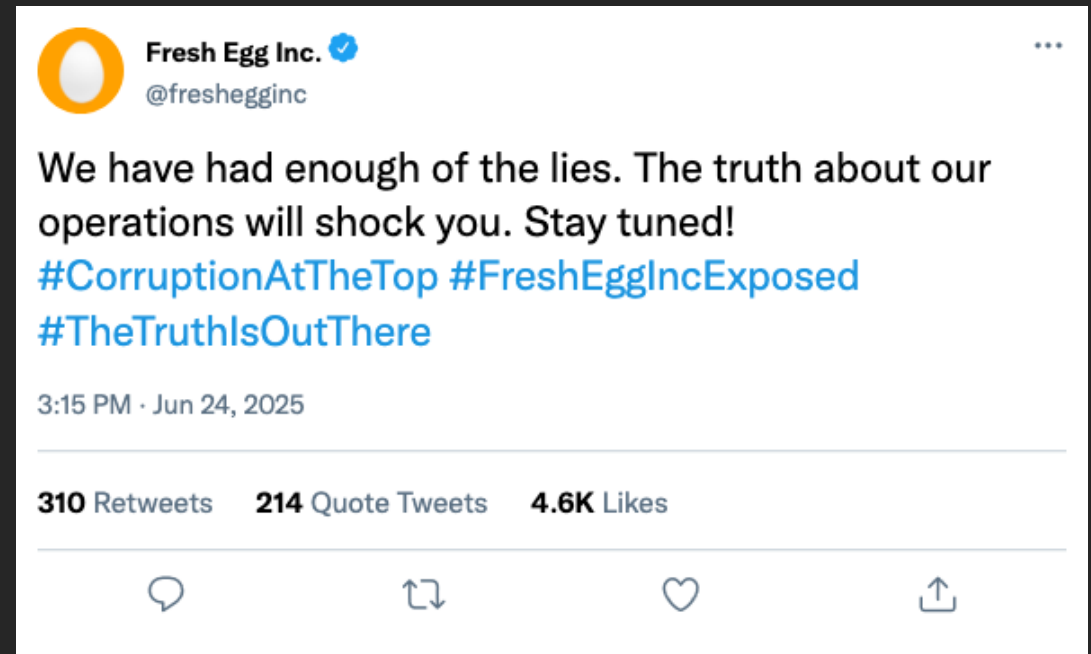 Fresh Egg Inc.
@freshegginc
We have had enough of the lies. The truth about our
operations will shock you. Stay tuned!
#CorruptionAtTheTop #FreshEggIncExposed
#TheTruthIsOutThere
3:15 PM · Jun 24, 2025
310 Retweets 214 Quote Tweets 4.6K Likes